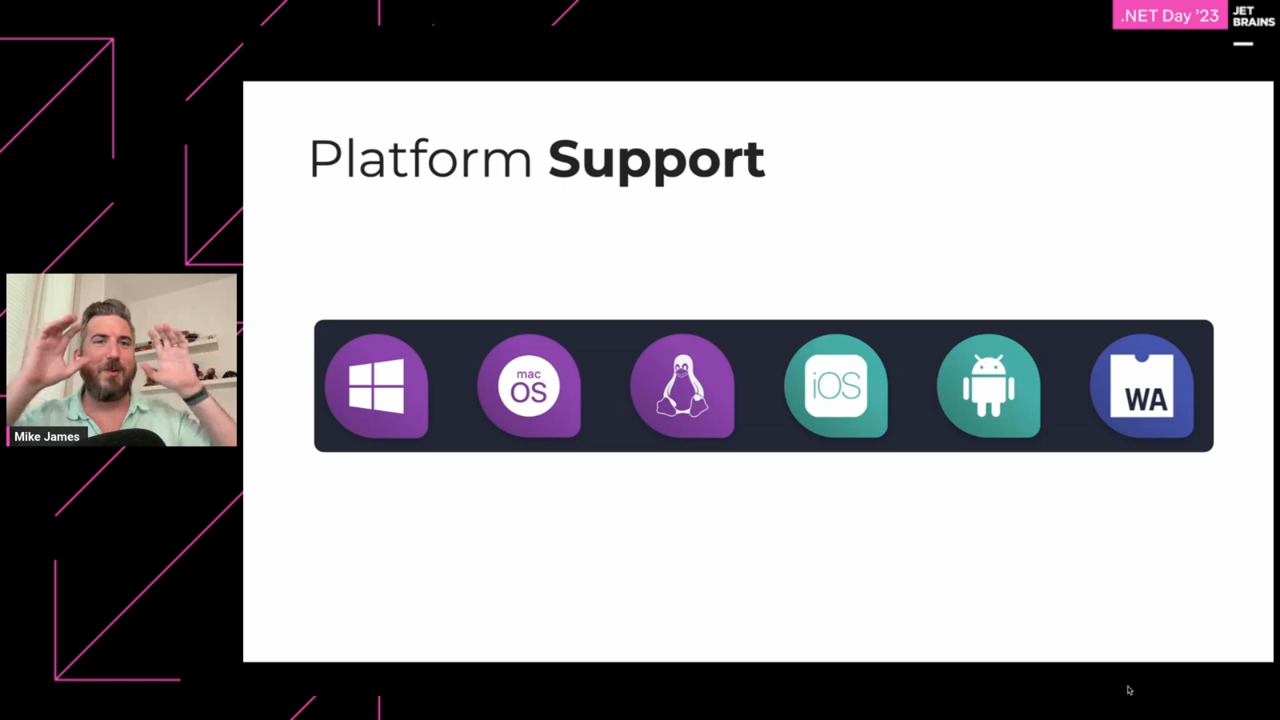 .NET Day '23
JET
BRAINS
Platform Support
mac
OS
iOS
WA
Mike James